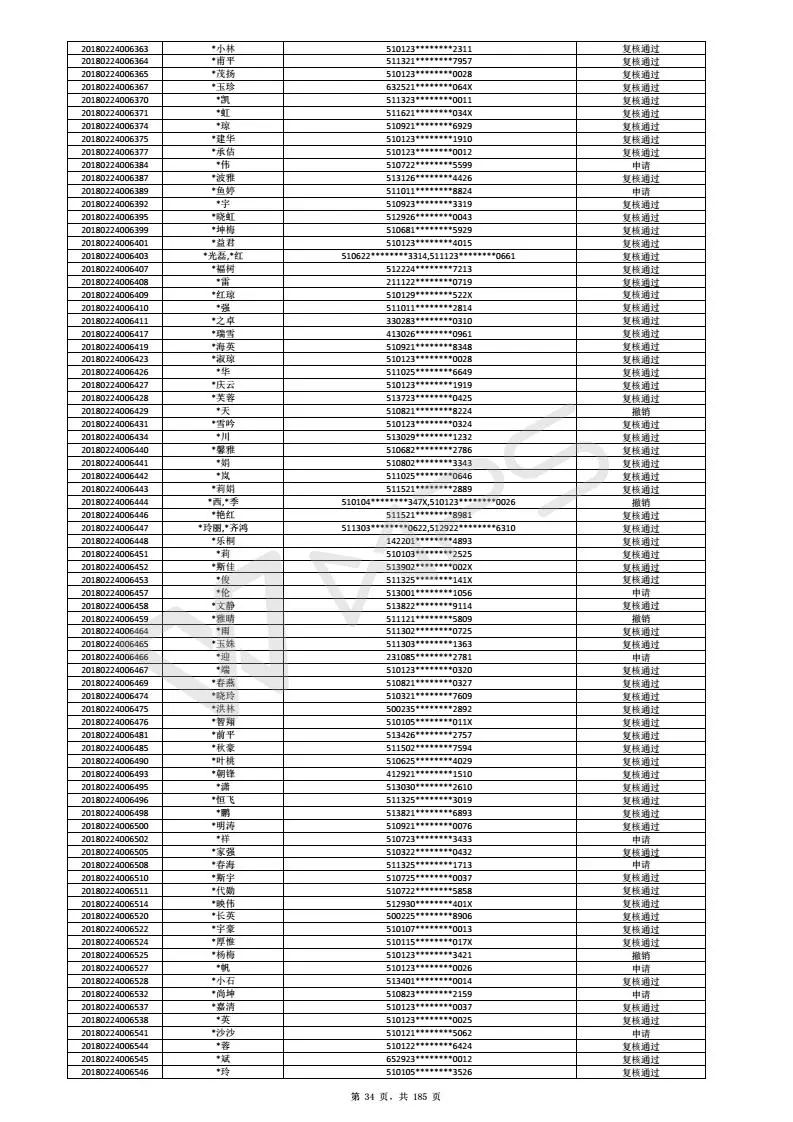 20180224006363 *小林 510123********2311 复核通过
20180224006364 *甫平 511321********7957 复核通过
20180224006365 *茂扬 510123********0028 复核通过
20180224006367 *玉珍 632521********064X 复核通过
20180224006370 *凯 511323********0011 复核通过
20180224006371 *虹 511621********034X 复核通过
20180224006374 *琼 510921********6929 复核通过
20180224006375 *建华 510123********1910 复核通过
20180224006377 *承佶 510123********0012 复核通过
20180224006384 *伟 510722********5599 申请
20180224006387 *波雅 513126********4426 复核通过
20180224006389 *鱼婷 511011********8824 申请
20180224006392 *宇 510923********3319 复核通过
20180224006395 *晓虹 512926********0043 复核通过
20180224006399 *坤梅 510681********5929 复核通过
20180224006401 *益君 510123********4015 复核通过
20180224006403 *光磊,*红 510622********3314,511123********0661 复核通过
20180224006407 *福树 512224********7213 复核通过
20180224006408 *雷 211122********0719 复核通过
20180224006409 *红琼 510129********522X 复核通过
20180224006410 *强 511011********2814 复核通过
20180224006411 *之卓 330283********0310 复核通过
20180224006417 *瑞雪 413026********0961 复核通过
20180224006419 *海英 510921********8348 复核通过
20180224006423 *淑琼 510123********0028 复核通过
20180224006426 *华 511025********6649 复核通过
20180224006427 *庆云 510123********1919 复核通过
20180224006428 *芙蓉 513723********0425 复核通过
20180224006429 *天 510821********8224 撤销
20180224006431 *雪吟 510123********0324 复核通过
20180224006434 *川 513029********1232 复核通过
20180224006440 *馨雅 510682********2786 复核通过
20180224006441 *娟 510802********3343 复核通过
20180224006442 *岚 511025********0646 复核通过
20180224006443 *莉娟 511521********2889 复核通过
20180224006444 *西,*季 510104********347X,510123********0026 撤销
20180224006446 *艳红 511521********8981 复核通过
20180224006447 *玲丽,*齐鸿 511303********0622,512922********6310 复核通过
20180224006448 *乐桐 142201********4893 复核通过
20180224006451 *莉 510103********2525 复核通过
20180224006452 *斯佳 513902********002X 复核通过
20180224006453 *俊 511325********141X 复核通过
20180224006457 *伦 513001********1056 申请
20180224006458 *文静 513822********9114 复核通过
20180224006459 *雅晴 511121********5809 撤销
20180224006464 *雨 511302********0725 复核通过
20180224006465 *玉姝 511303********1363 复核通过
20180224006466 *迎 231085********2781 申请
20180224006467 *端 510123********0320 复核通过
20180224006469 *春燕 510821********0327 复核通过
20180224006474 *晓玲 510321********7609 复核通过
20180224006475 *洪林 500235********2892 复核通过
20180224006476 *智翔 510105********011X 复核通过
20180224006481 *前平 513426********2757 复核通过
20180224006485 *秋豪 511502********7594 复核通过
20180224006490 *叶桃 510625********4029 复核通过
20180224006493 *朝锋 412921********1510 复核通过
20180224006495 *潇 513030********2610 复核通过
20180224006496 *恒飞 511325********3019 复核通过
20180224006498 *鹏 513821********6893 复核通过
20180224006500 *明涛 510921********0076 复核通过
20180224006502 *祥 510723********3433 申请
20180224006505 *家强 510322********0432 复核通过
20180224006508 *春海 511325********1713 申请
20180224006510 *斯宇 510725********0037 复核通过
20180224006511 *代勋 510722********5858 复核通过
20180224006514 *映伟 512930********401X 复核通过
20180224006520 *长英 500225********8906 复核通过
20180224006522 *宇豪 510107********0013 复核通过
20180224006524 *厚惟 510115********017X 复核通过
20180224006525 *杨梅 510123********3421 撤销
20180224006527 *帆 510123********0026 申请
20180224006528 *小石 513401********0014 复核通过
20180224006532 *尚坤 510823********2159 申请
20180224006537 *嘉清 510123********0037 复核通过
20180224006538 *英 510123********0025 复核通过
20180224006541 *沙沙 510121********5062 申请
20180224006544 *蓉 510122********6424 复核通过
20180224006545 *斌 652923********0012 复核通过
20180224006546 *玲 510105********3526 复核通过
WPS
第 34 页，共 185 页